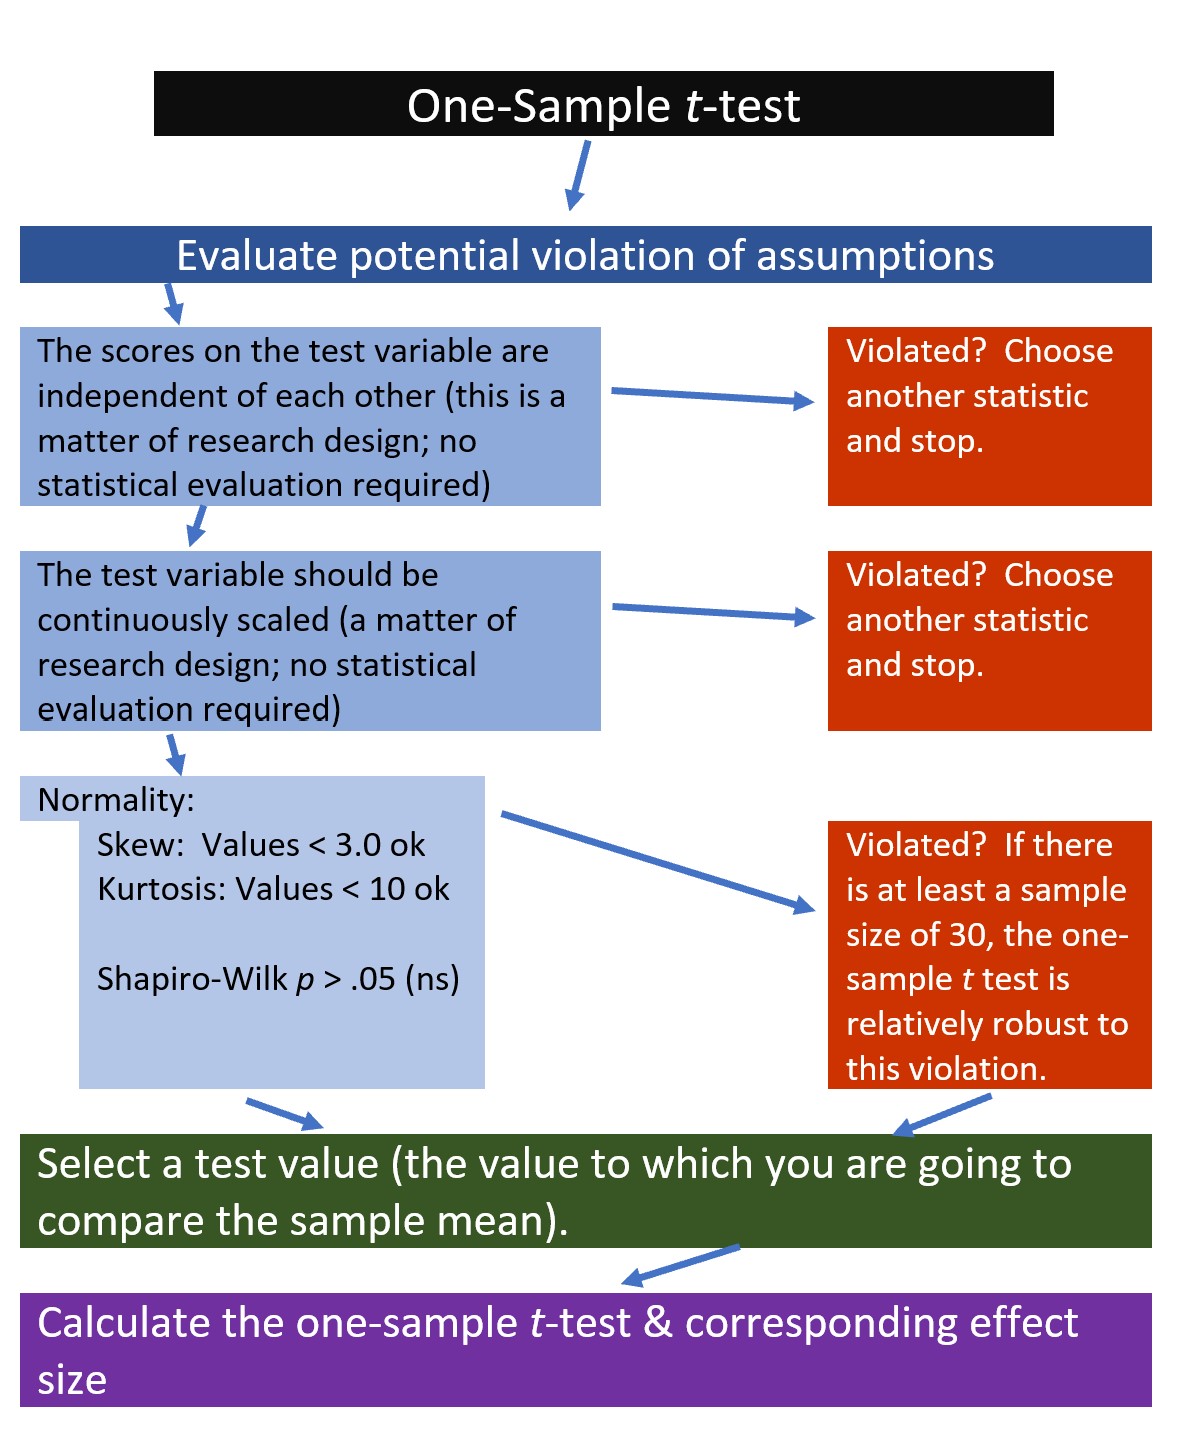 One-Sample t-test
Evaluate potential violation of assumptions
The scores on the test variable are
independent of each other (this is a
matter of research design; no
statistical evaluation required)
Violated?  Choose
another statistic
and stop.
The test variable should be
continuously scaled (a matter of
research design; no statistical
evaluation required)
Violated?  Choose
another statistic
and stop.
Normality:
Skew:  Values < 3.0 ok
Kurtosis: Values < 10 ok
Shapiro-Wilk p > .05 (ns)
Violated?  If there
is at least a sample
size of 30, the one-
sample t test is
relatively robust to
this violation.
Select a test value (the value to which you are going to
compare the sample mean).
Calculate the one-sample t-test & corresponding effect
size